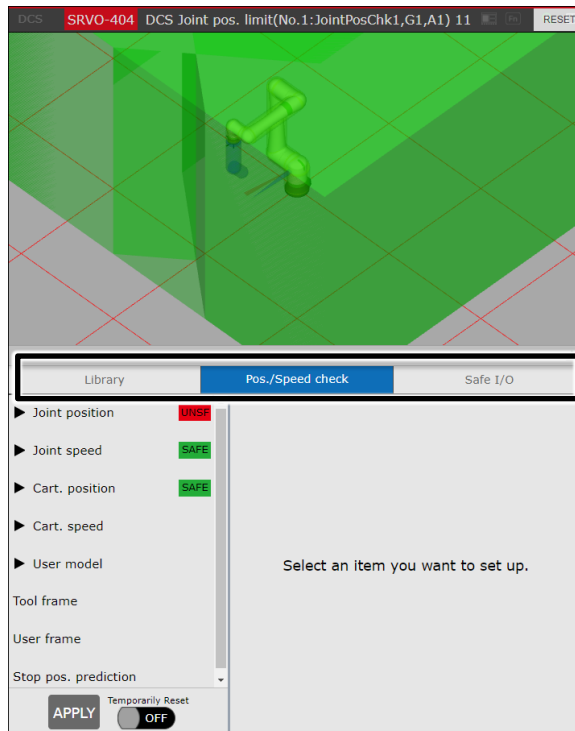 DCS SRVO-404 DCS Joint pos. limit(No.1:JointPosChk1,G1,A1) 11 Fn RESET
Library Pos./Speed check Safe I/O
Joint position UNSF
Joint speed SAFE
Cart. position SAFE
Cart. speed
User model
Select an item you want to set up.
Tool frame
User frame
Stop pos. prediction
Temporarily Reset
APPLY OFF